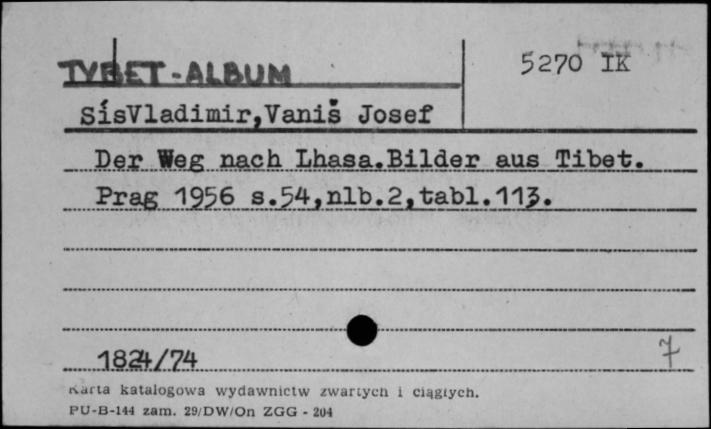 TYBET-ALBUM
5270 IK
SísVladimir,Vaniš Josef
Der Weg nach Lhasa.Bilder aus Tibet.
Prag 1956 s.54,nlb.2,tabl.113.
1824/74
7
Karta katalogowa wydawnictw zwartych i ciągłych.
PU-B-144 zam. 29/DW/On ZGG - 204